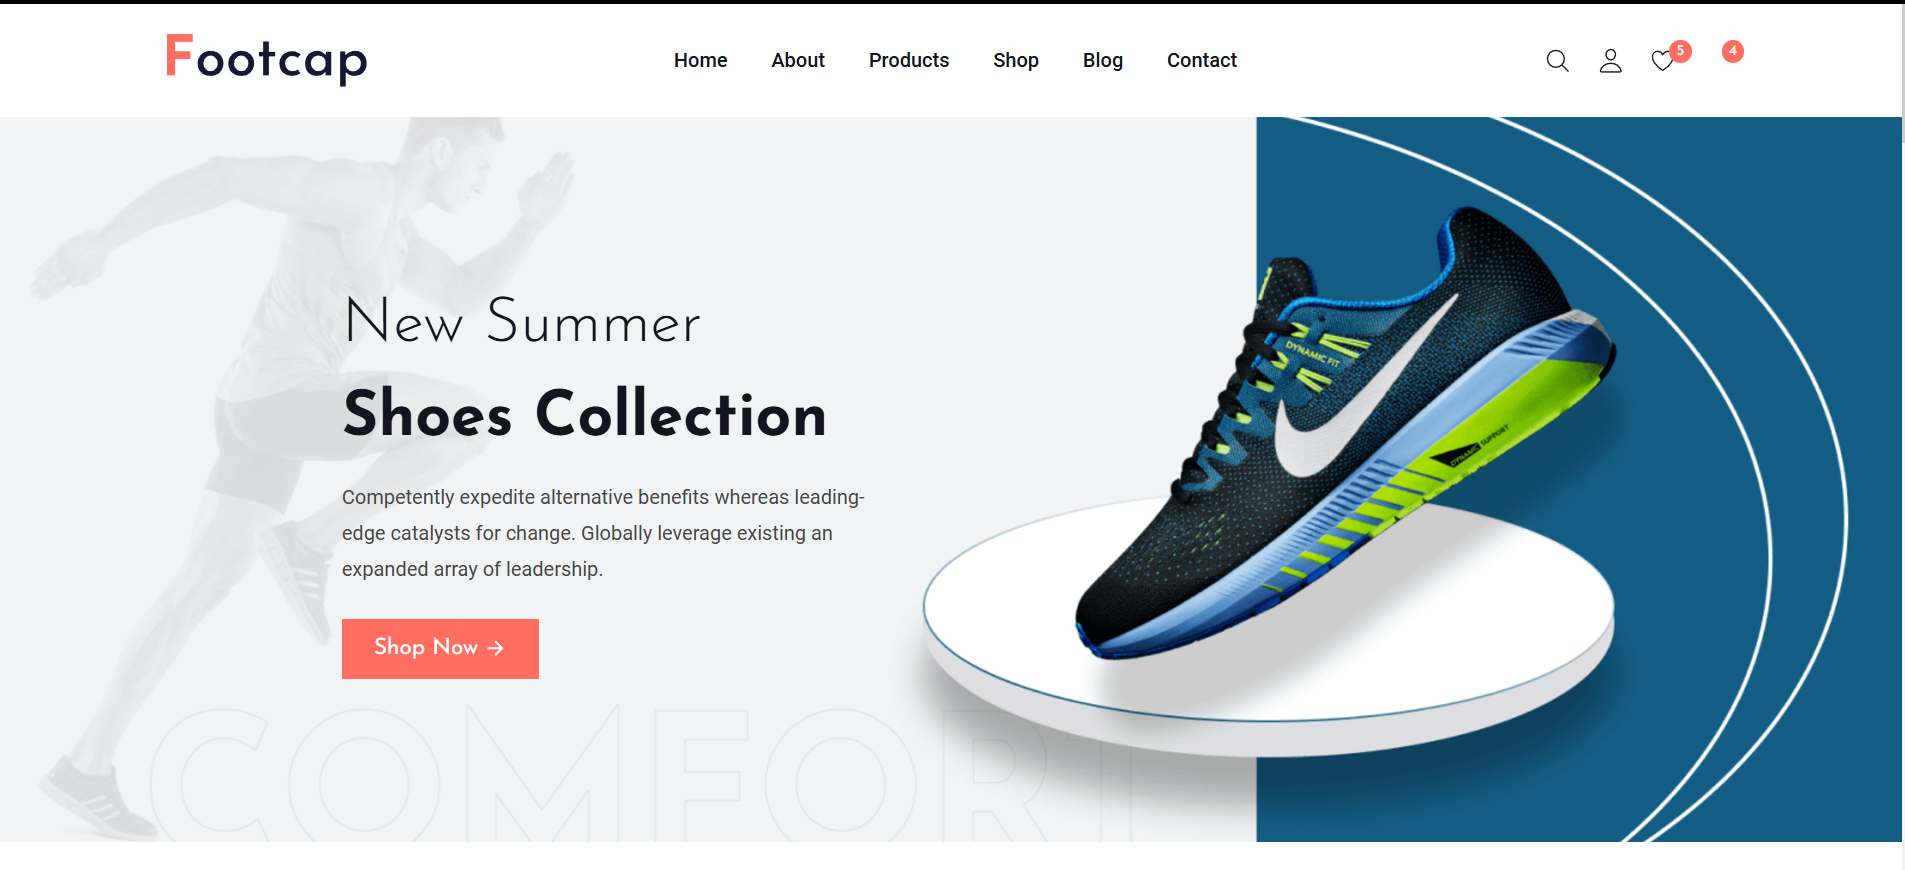 Footcap
Home About Products Shop Blog Contact
5 4
New Summer
Shoes Collection
Competently expedite alternative benefits whereas leading-
edge catalysts for change. Globally leverage existing an
expanded array of leadership.
Shop Now →
COMFORT
DYNAMIC FIT
DYNAMIC SUPPORT